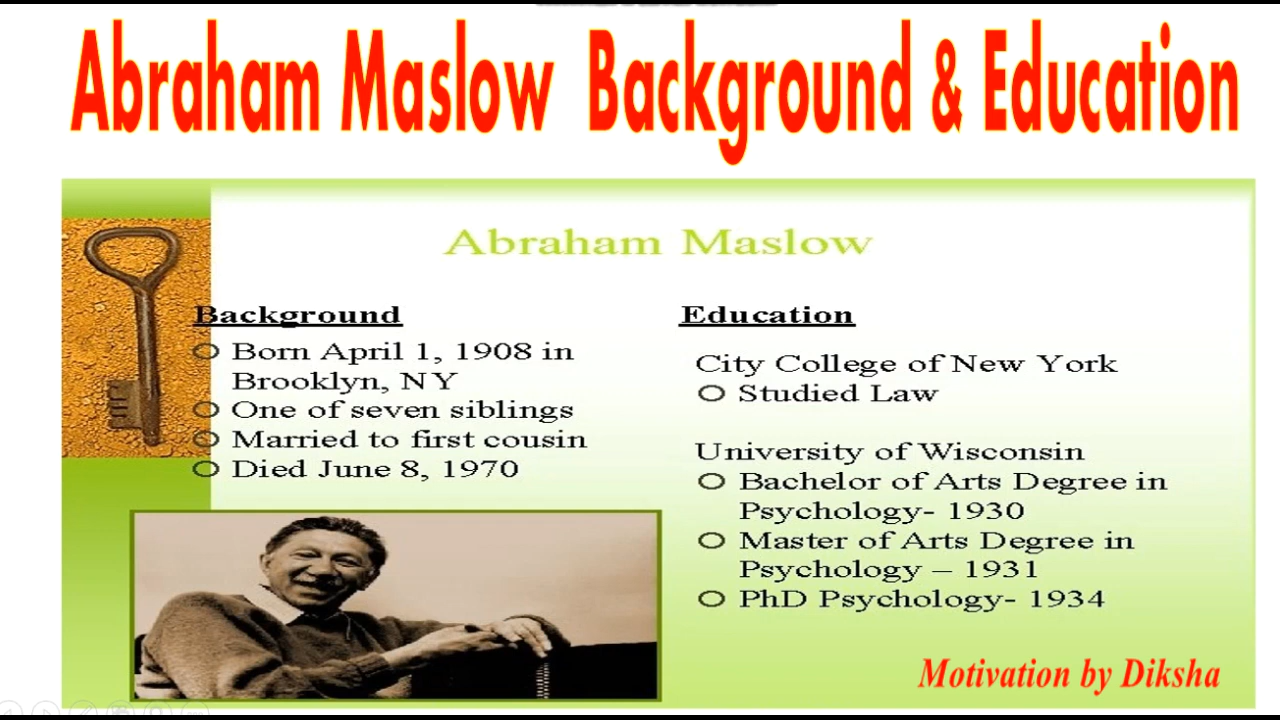 Abraham Maslow Background & Education
Abraham Maslow
Background
Born April 1, 1908 in
Brooklyn, NY
One of seven siblings
Married to first cousin
Died June 8, 1970
Education
City College of New York
Studied Law
University of Wisconsin
Bachelor of Arts Degree in
Psychology- 1930
Master of Arts Degree in
Psychology – 1931
PhD Psychology- 1934
Motivation by Diksha